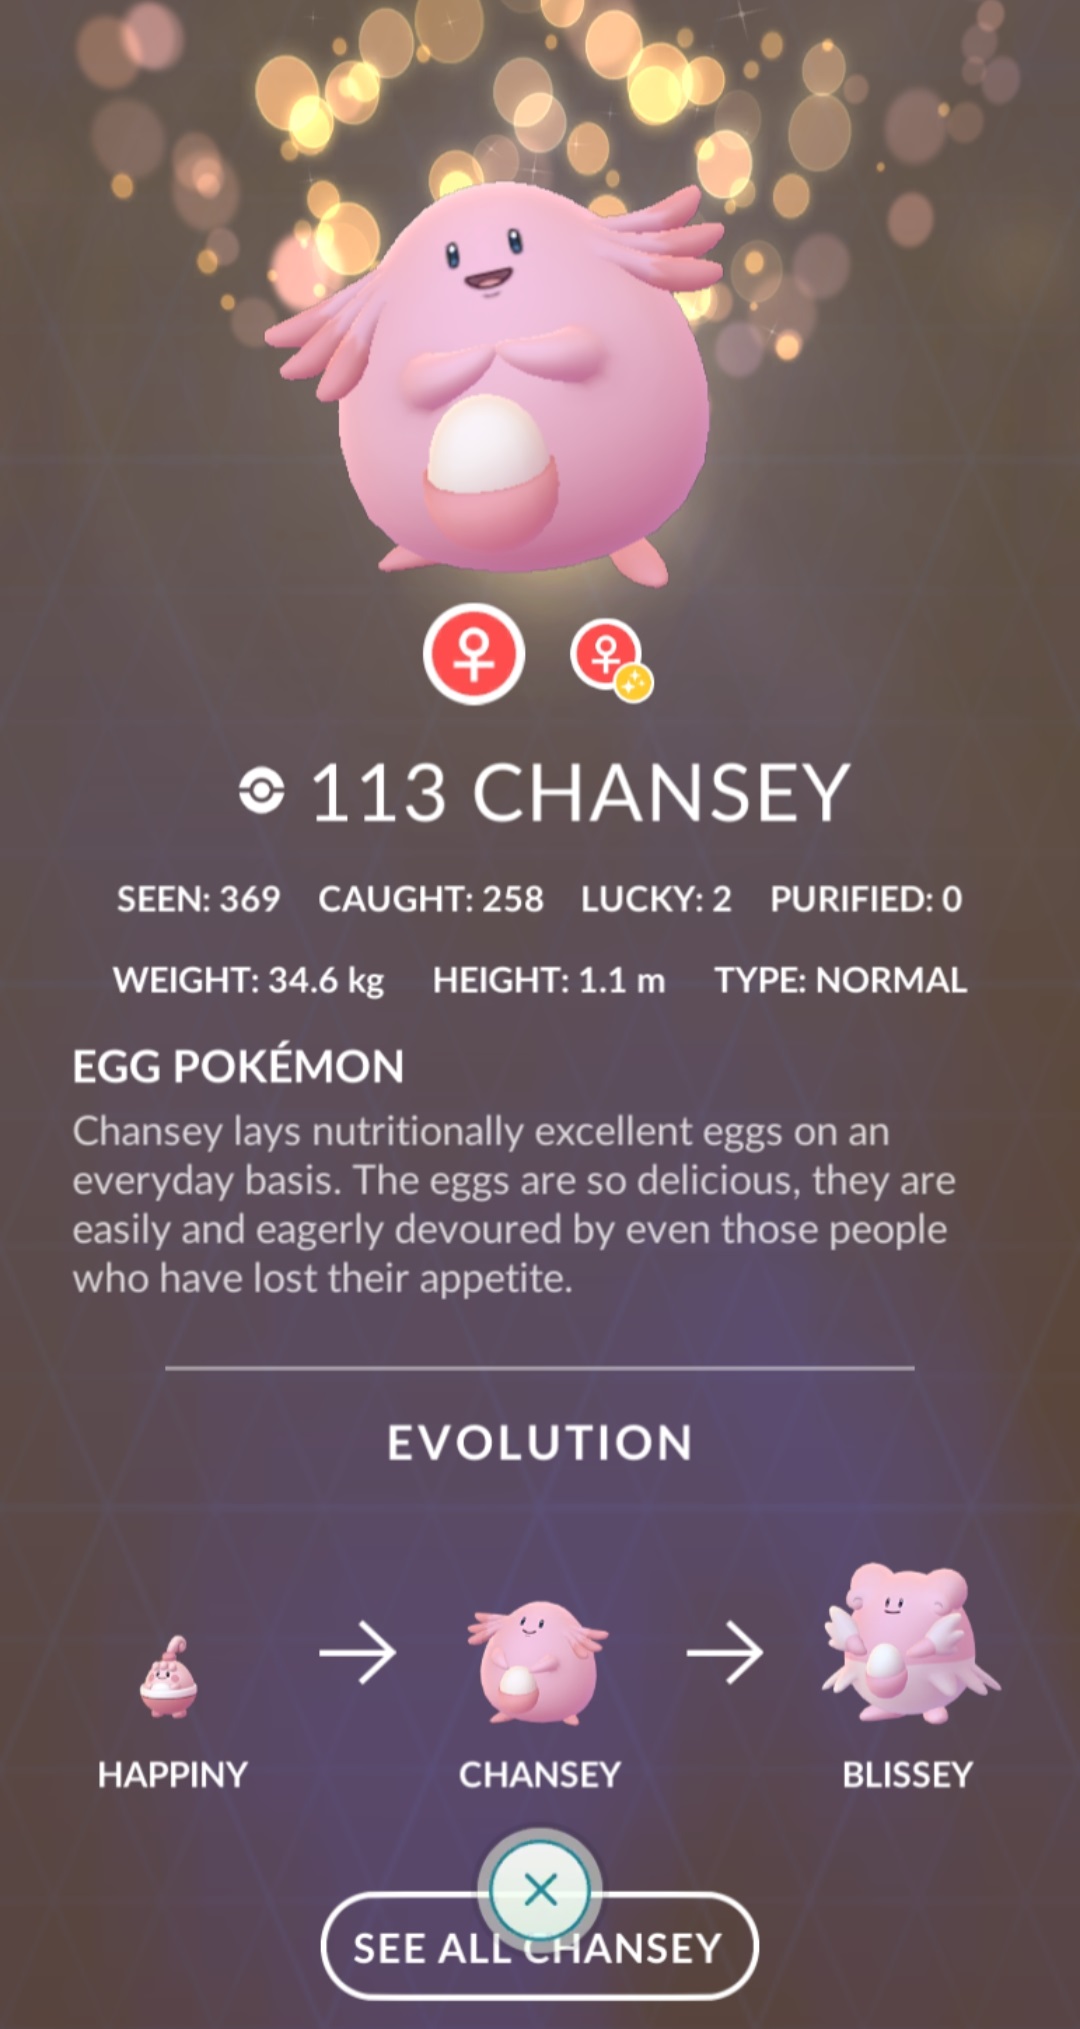 113 CHANSEY
SEEN: 369 CAUGHT: 258 LUCKY: 2 PURIFIED: 0
WEIGHT: 34.6 kg HEIGHT: 1.1 m TYPE: NORMAL
EGG POKÉMON
Chansey lays nutritionally excellent eggs on an
everyday basis. The eggs are so delicious, they are
easily and eagerly devoured by even those people
who have lost their appetite.
EVOLUTION
HAPPINY CHANSEY BLISSEY
SEE ALL CHANSEY